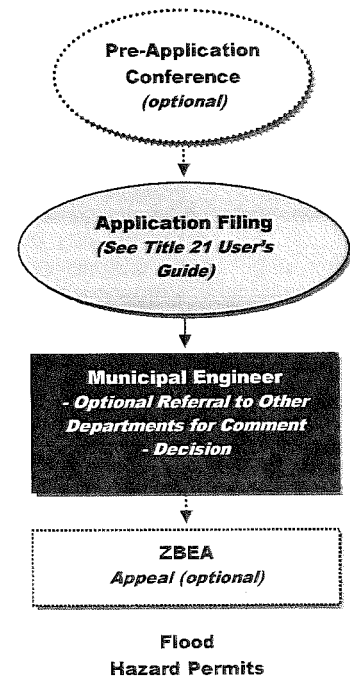 Pre-Application
Conference
(optional)
Application Filing
(See Title 21 User's
Guide)
Municipal Engineer
- Optional Referral to Other
Departments for Comment
- Decision
ZBEA
Appeal (optional)
Flood
Hazard Permits